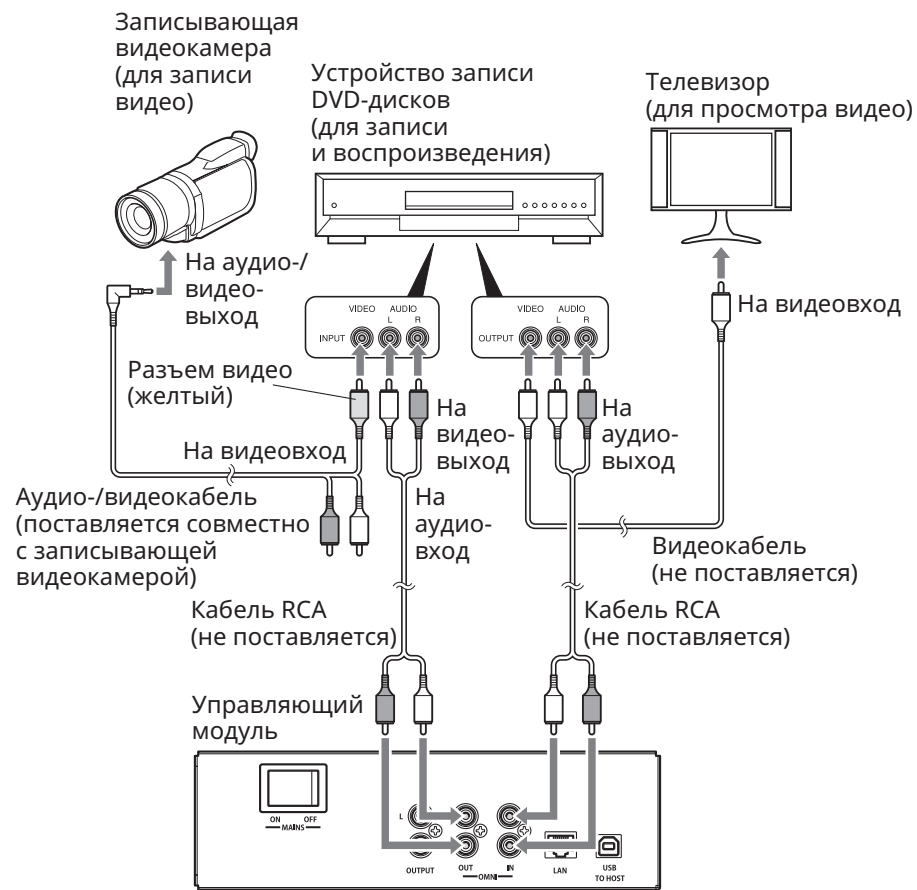 Записывающая
видеокамера
(для записи
видео)
Устройство записи
DVD-дисков
(для записи
и воспроизведения)
Телевизор
(для просмотра видео)
На аудио-/
видео-
выход
VIDEO AUDIO
L R
INPUT
VIDEO AUDIO
L R
OUTPUT
На видеовход
Разъем видео
(желтый)
На
видео-
выход
На
аудио-
выход
На видеовход
Аудио-/видеокабель
(поставляется совместно
с записывающей
видеокамерой)
На
аудио-
вход
Видеокабель
(не поставляется)
Кабель RCA
(не поставляется)
Кабель RCA
(не поставляется)
Управляющий
модуль
ON OFF
MAINS
L
OUTPUT
OUT IN
OMNI
LAN
USB
TO HOST